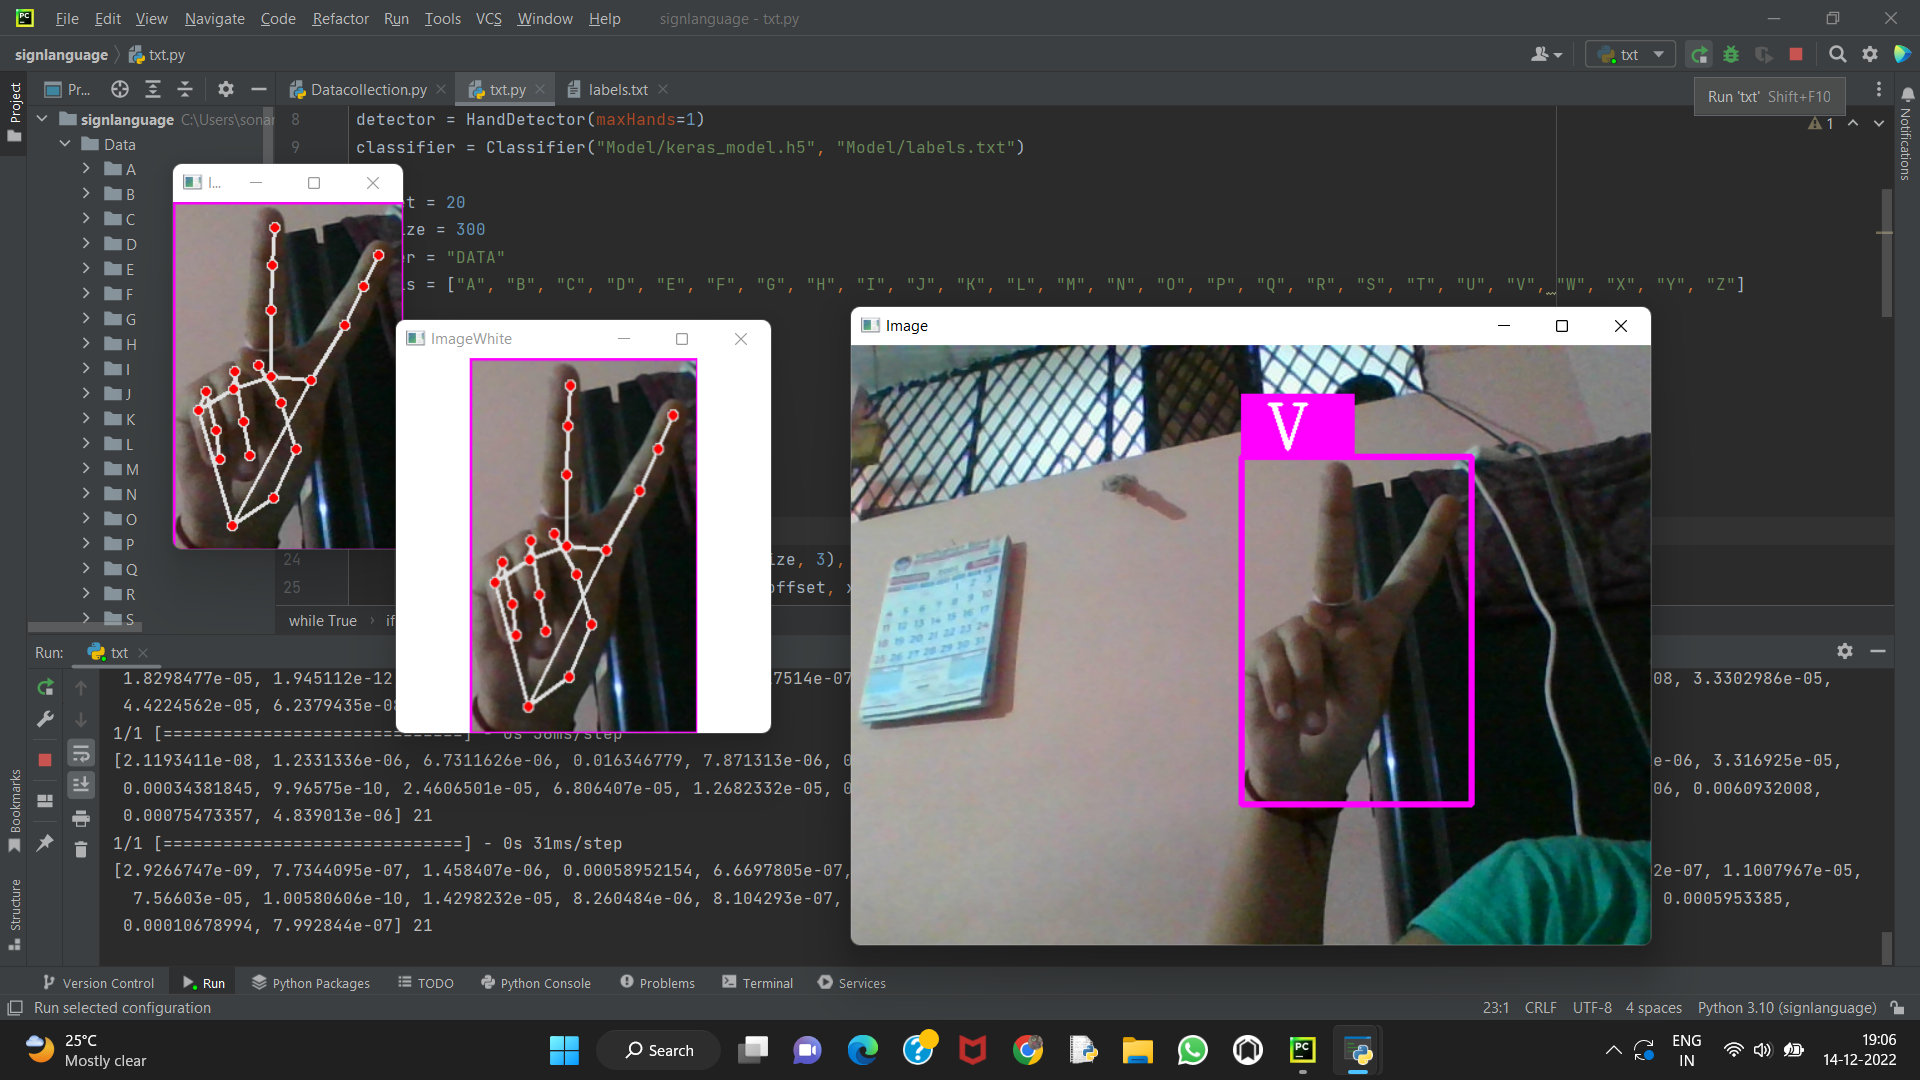 File Edit View Navigate Code Refactor Run Tools VCS Window Help signlanguage - txt.py
signlanguage txt.py txt
Project Pr... Datacollection.py txt.py labels.txt
Run 'txt' Shift+F10
Notifications
signlanguage C:\Users\sonar
Data
A
B
C
D
E
F
G
H
I
J
K
L
M
N
O
P
Q
R
S
8 detector = HandDetector(maxHands=1)
9 classifier = Classifier("Model/keras_model.h5", "Model/labels.txt")
1
t = 20
ize = 300
r = "DATA"
ls = ["A", "B", "C", "D", "E", "F", "G", "H", "I", "J", "K", "L", "M", "N", "O", "P", "Q", "R", "S", "T", "U", "V", "W", "X", "Y", "Z"]
24 ize, 3),
25 offset, x
while True if
I...
ImageWhite
Image
V
Run: txt
1.8298477e-05, 1.945112e-12 7514e-07 08, 3.3302986e-05,
4.4224562e-05, 6.2379435e-08
1/1 [==============================] - 0s 36ms/step
[2.1193411e-08, 1.2331336e-06, 6.7311626e-06, 0.016346779, 7.871313e-06, 0 e-06, 3.316925e-05,
0.00034381845, 9.96575e-10, 2.4606501e-05, 6.806407e-05, 1.2682332e-05, 0 06, 0.0060932008,
0.00075473357, 4.839013e-06] 21
1/1 [==============================] - 0s 31ms/step
[2.9266747e-09, 7.7344095e-07, 1.458407e-06, 0.00058952154, 6.6697805e-07, 2e-07, 1.1007967e-05,
7.56603e-05, 1.00580606e-10, 1.4298232e-05, 8.260484e-06, 8.104293e-07, 0.0005953385,
0.00010678994, 7.992844e-07] 21
Bookmarks
Structure
Version Control Run Python Packages TODO Python Console Problems Terminal Services
Run selected configuration 23:1 CRLF UTF-8 4 spaces Python 3.10 (signlanguage)
25°C
Mostly clear
Search
ENG
IN
19:06
14-12-2022